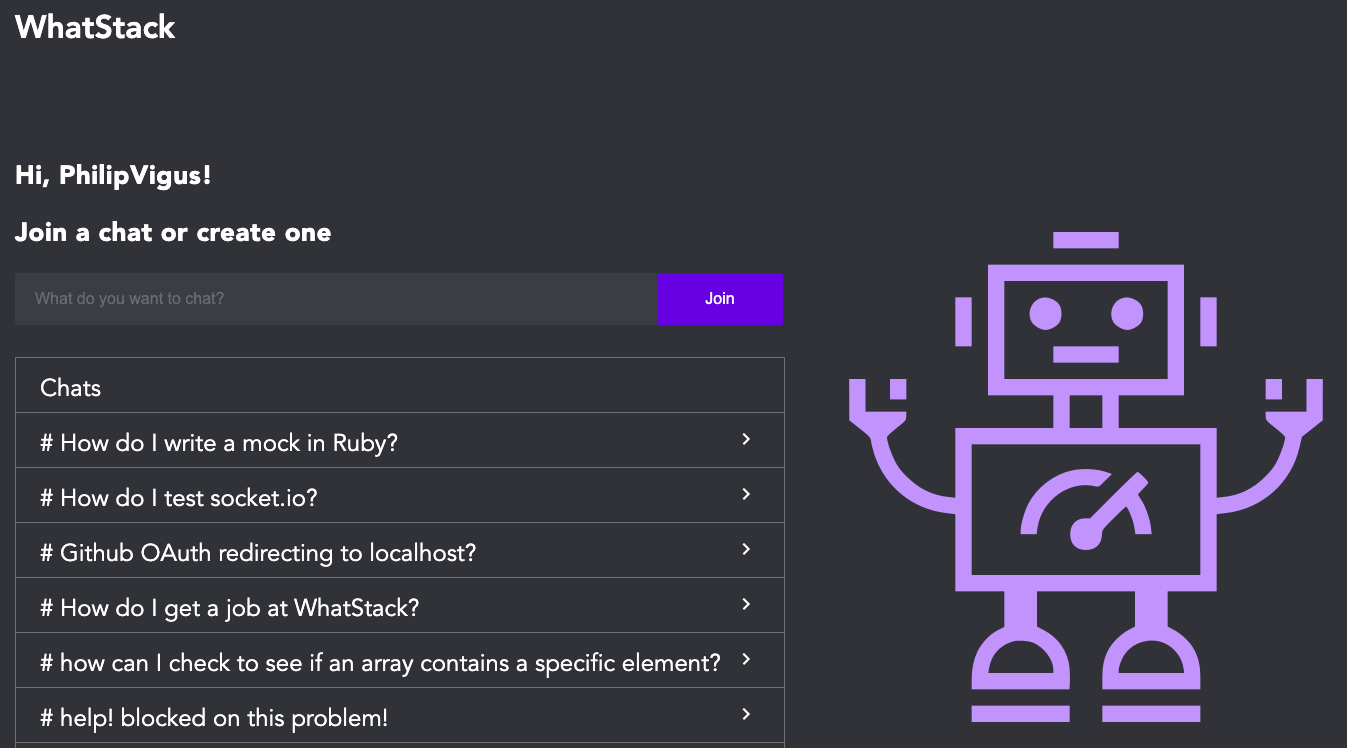 WhatStack
Hi, PhilipVigus!
Join a chat or create one
What do you want to chat?
Join
Chats
# How do I write a mock in Ruby?
# How do I test socket.io?
# Github OAuth redirecting to localhost?
# How do I get a job at WhatStack?
# how can I check to see if an array contains a specific element?
# help! blocked on this problem!